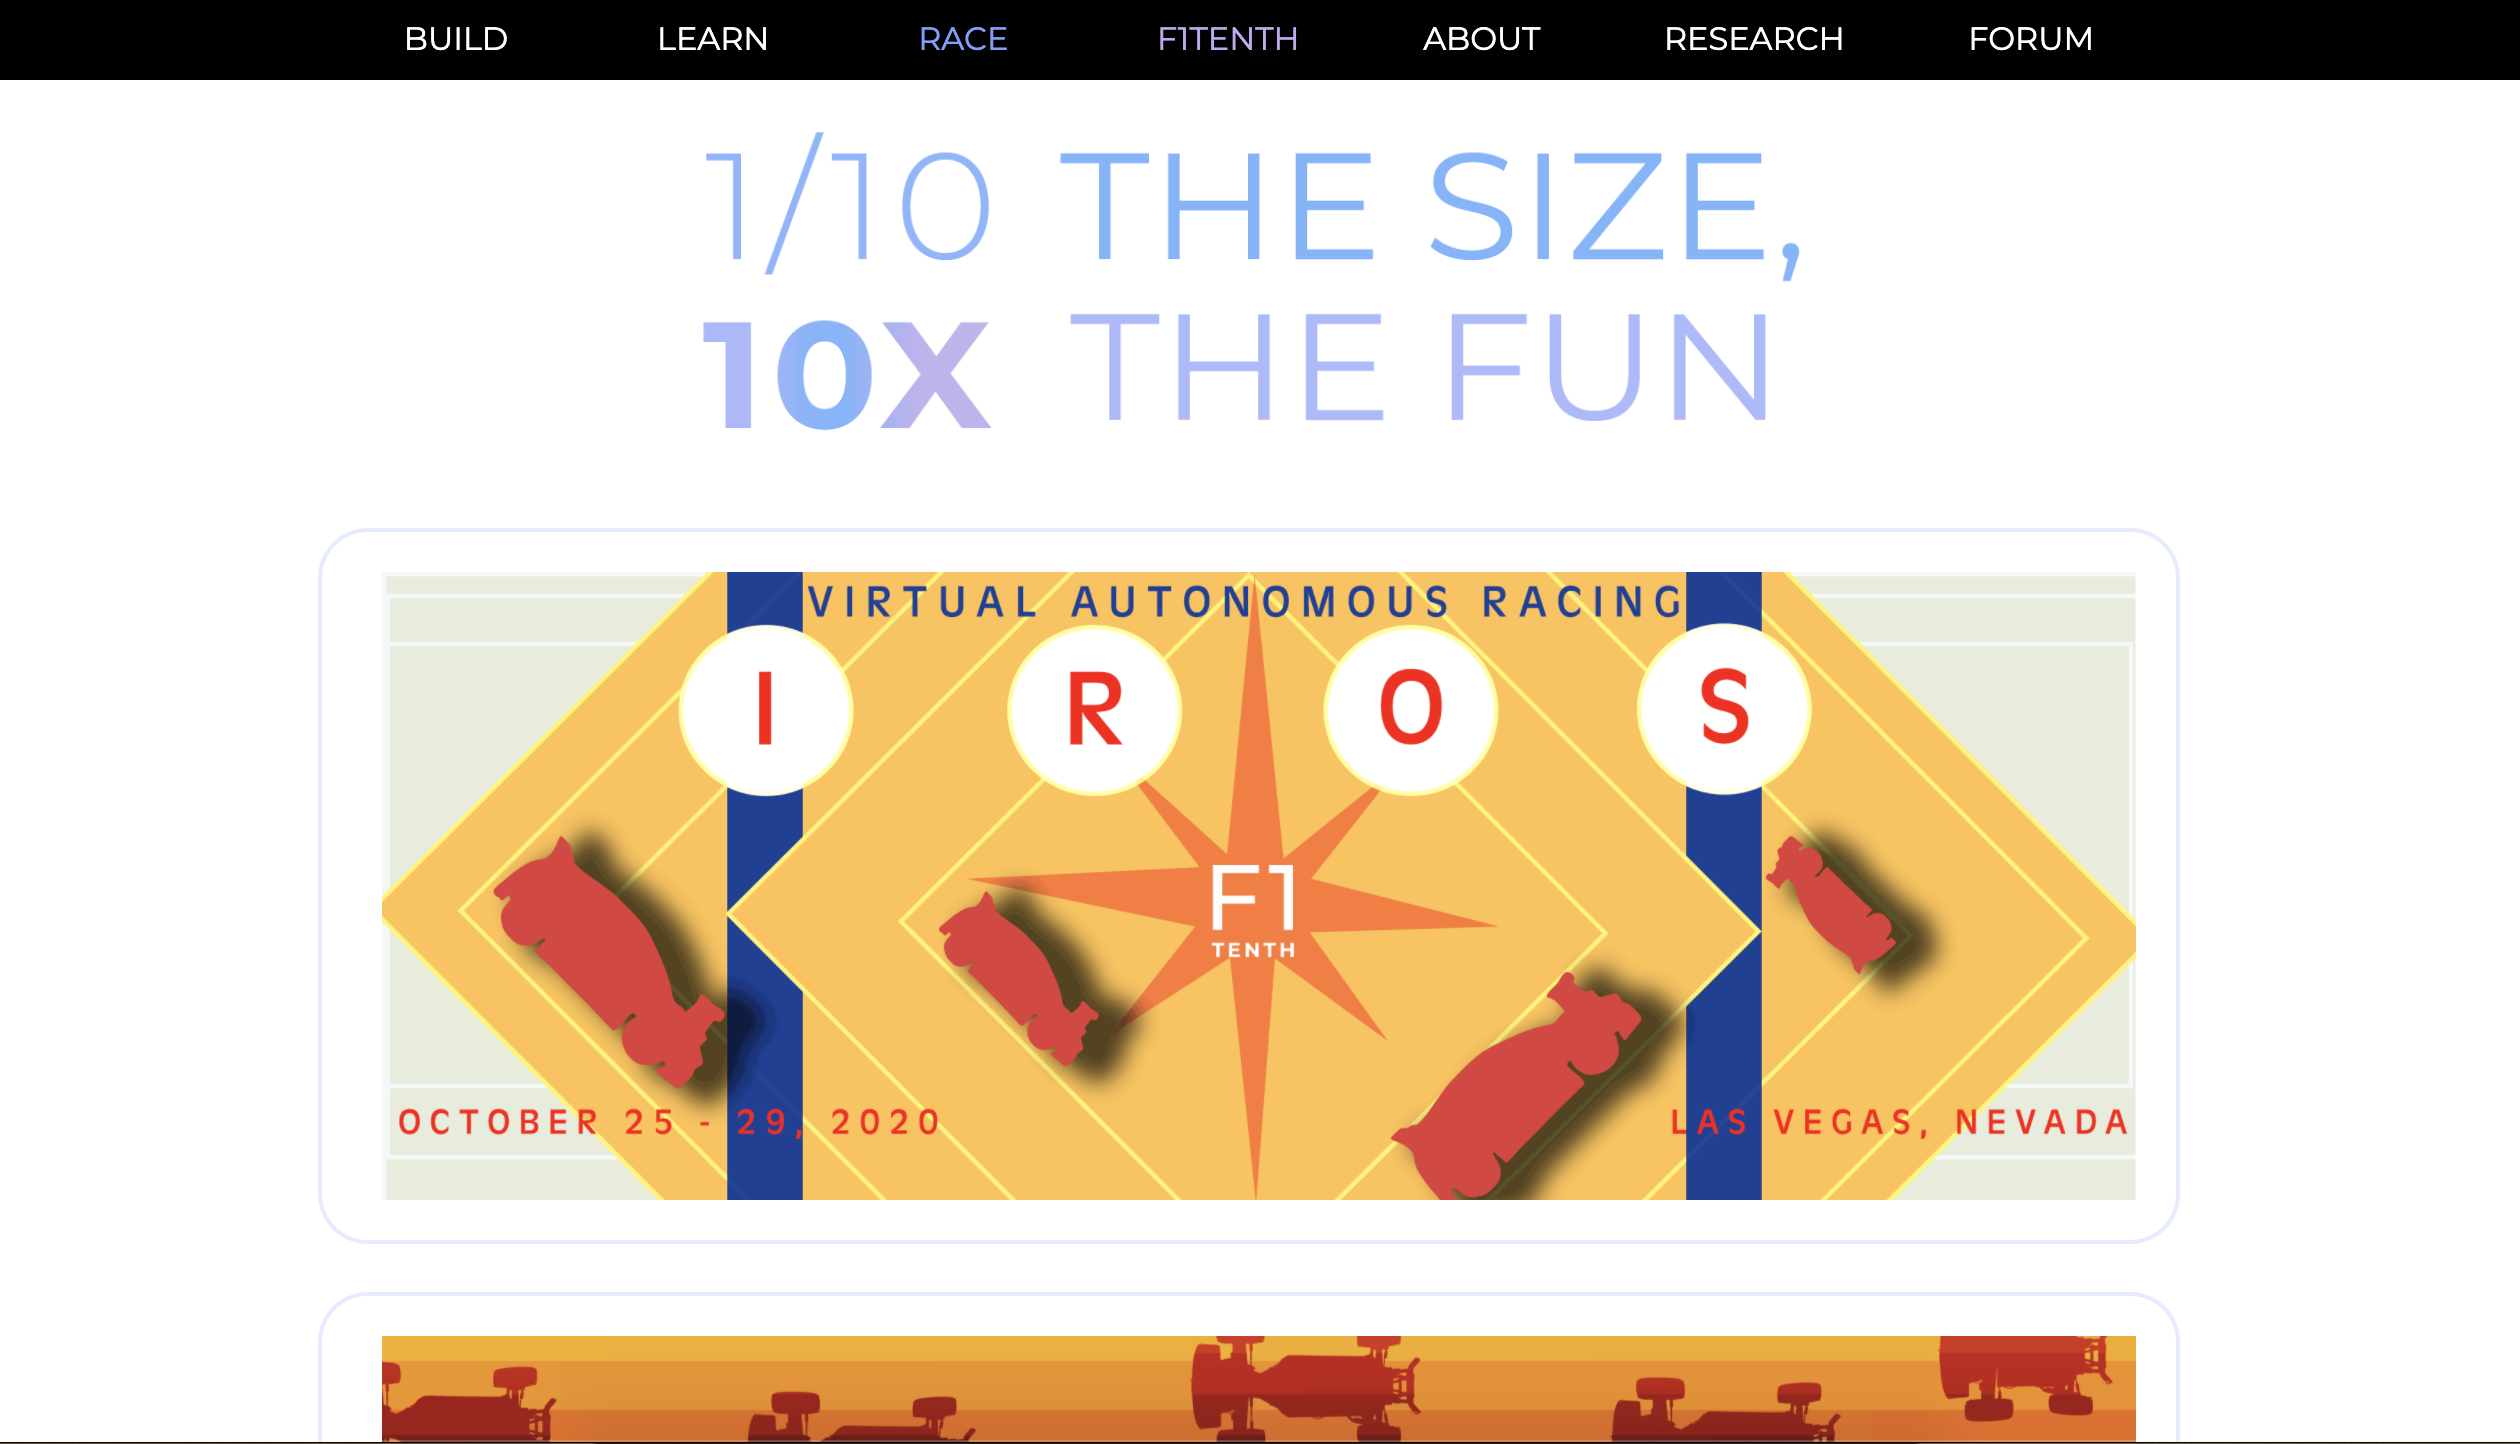 BUILD LEARN RACE F1TENTH ABOUT RESEARCH FORUM
1/10 THE SIZE,
10X THE FUN
VIRTUAL AUTONOMOUS RACING
I R O S
F1
TENTH
OCTOBER 25 - 29, 2020
LAS VEGAS, NEVADA